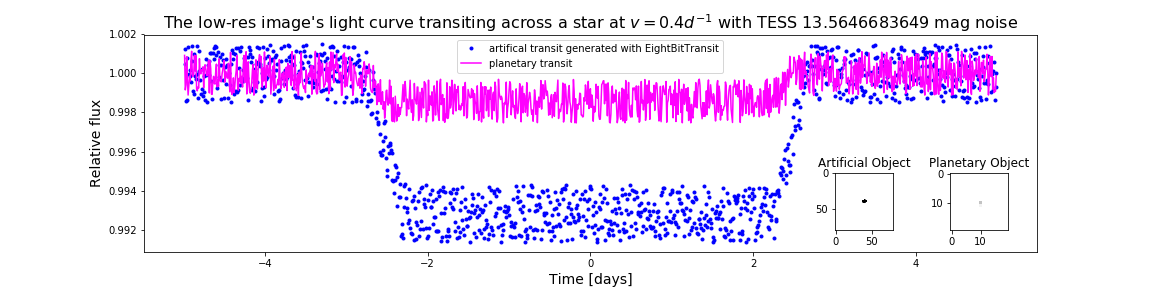 The low-res image's light curve transiting across a star at v = 0.4d⁻¹ with TESS 13.5646683649 mag noise
artifical transit generated with EightBitTransit
planetary transit
Relative flux
1.002
1.000
0.998
0.996
0.994
0.992
Artificial Object
Planetary Object
0
50
0 50
0
10
0 10
−4 −2 0 2 4
Time [days]